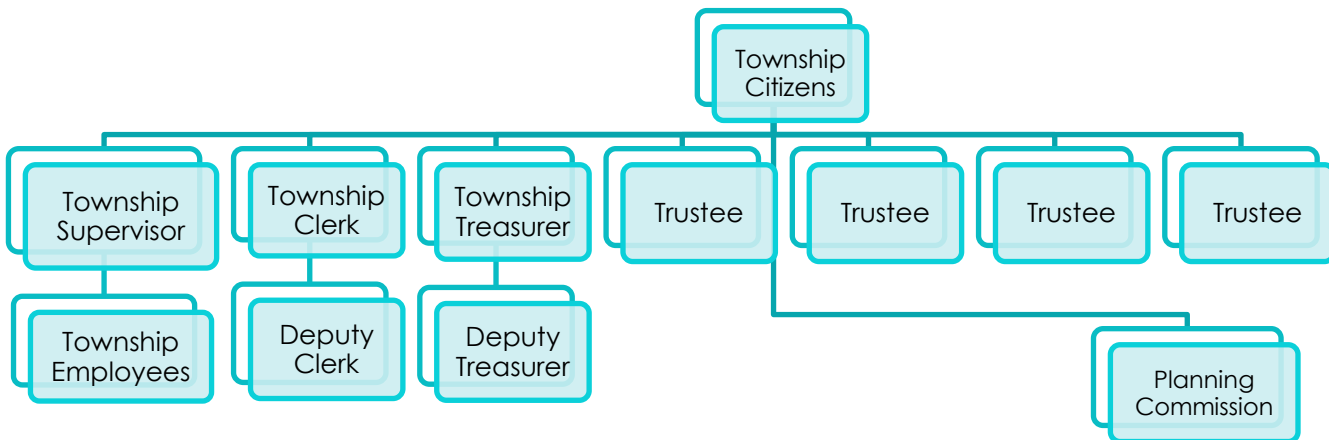 Township
Citizens
Township
Supervisor
Township
Clerk
Township
Treasurer
Trustee
Trustee
Trustee
Trustee
Township
Employees
Deputy
Clerk
Deputy
Treasurer
Planning
Commission